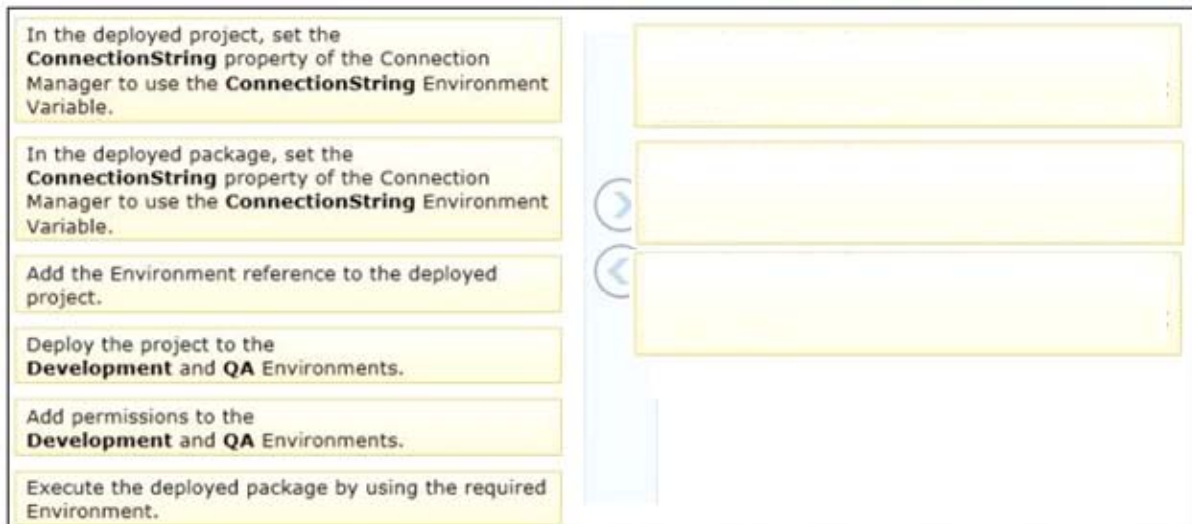 In the deployed project, set the
ConnectionString property of the Connection
Manager to use the ConnectionString Environment
Variable.
In the deployed package, set the
ConnectionString property of the Connection
Manager to use the ConnectionString Environment
Variable.
Add the Environment reference to the deployed
project.
Deploy the project to the
Development and QA Environments.
Add permissions to the
Development and QA Environments.
Execute the deployed package by using the required
Environment.